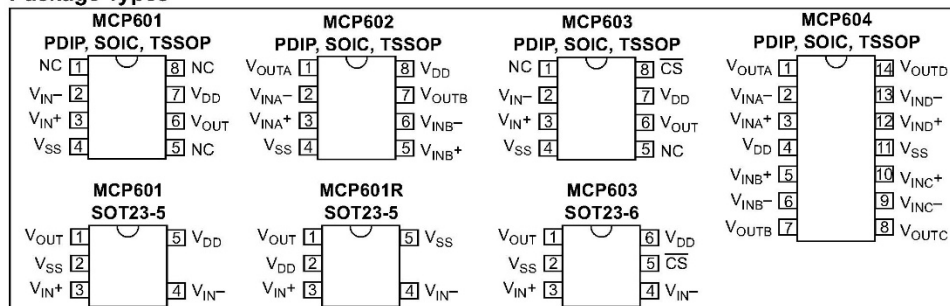 MCP601
PDIP, SOIC, TSSOP
NC 1 8 NC
VIN– 2 7 VDD
VIN+ 3 6 VOUT
VSS 4 5 NC
MCP602
PDIP, SOIC, TSSOP
VOUTA 1 8 VDD
VINA– 2 7 VOUTB
VINA+ 3 6 VINB–
VSS 4 5 VINB+
MCP603
PDIP, SOIC, TSSOP
NC 1 8 C̅S̅
VIN– 2 7 VDD
VIN+ 3 6 VOUT
VSS 4 5 NC
MCP604
PDIP, SOIC, TSSOP
VOUTA 1 14 VOUTD
VINA– 2 13 VIND–
VINA+ 3 12 VIND+
VDD 4 11 VSS
VINB+ 5 10 VINC+
VINB– 6 9 VINC–
VOUTB 7 8 VOUTC
MCP601
SOT23-5
VOUT 1 5 VDD
VSS 2
VIN+ 3 4 VIN–
MCP601R
SOT23-5
VOUT 1 5 VSS
VDD 2
VIN+ 3 4 VIN–
MCP603
SOT23-6
VOUT 1 6 VDD
VSS 2 5 C̅S̅
VIN+ 3 4 VIN–